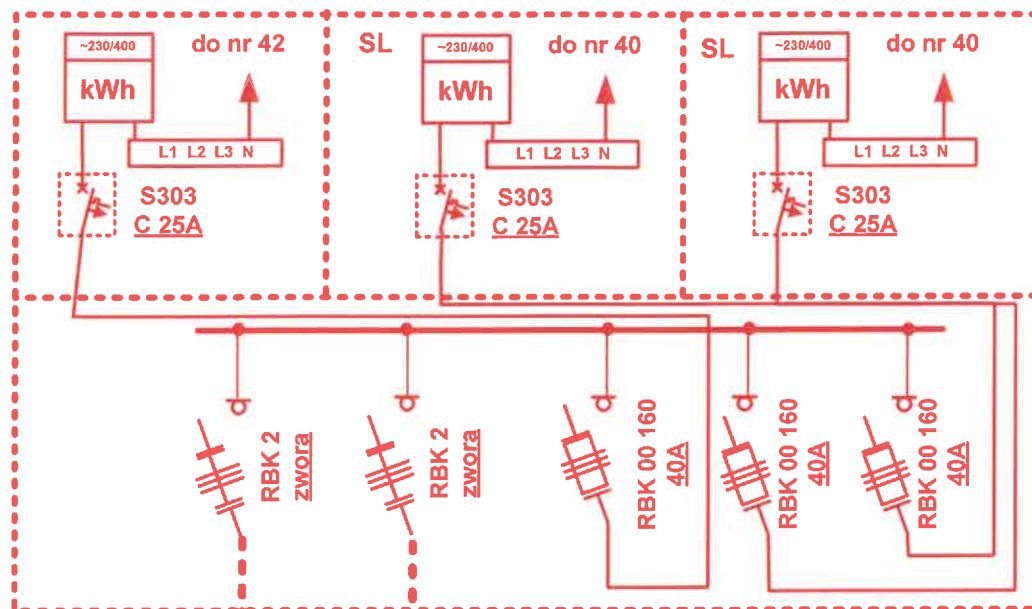 ~230/400
do nr 42
kWh
L1 L2 L3 N
S303
C 25A
SL
~230/400
do nr 40
kWh
L1 L2 L3 N
S303
C 25A
SL
~230/400
do nr 40
kWh
L1 L2 L3 N
S303
C 25A
RBK 2
zwora
RBK 2
zwora
RBK 00 160
40A
RBK 00 160
40A
RBK 00 160
40A